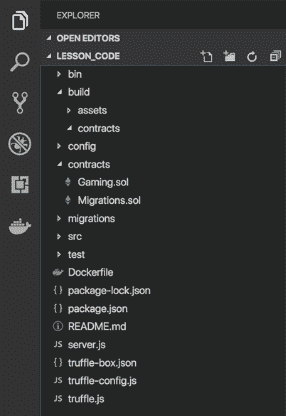 EXPLORER
OPEN EDITORS
LESSON_CODE
bin
build
assets
contracts
config
contracts
Gaming.sol
Migrations.sol
migrations
src
test
Dockerfile
{ } package-lock.json
{ } package.json
README.md
JS server.js
{ } truffle-box.json
JS truffle-config.js
JS truffle.js